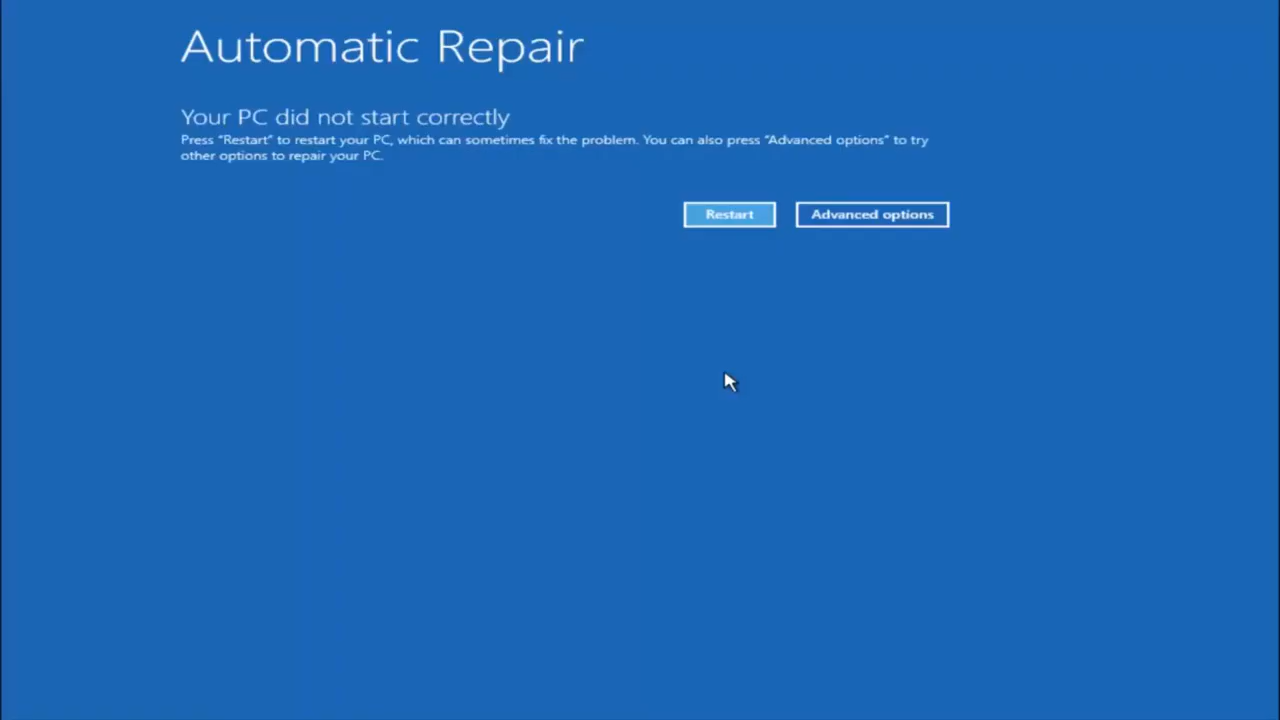 Automatic Repair
Your PC did not start correctly
Press “Restart” to restart your PC, which can sometimes fix the problem. You can also press “Advanced options” to try
other options to repair your PC.
Restart
Advanced options